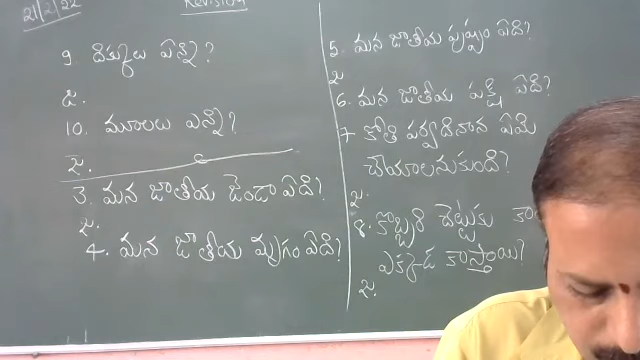 21/2/22
Revision
9 దిక్కులు ఎన్ని?
జ.
10. మూలలు ఎన్ని?
జ.
3. మన జాతీయ జెండా ఏది?
జ.
4. మన జాతీయ మృగం ఏది?
5. మన జాతీయ పుష్పం ఏది?
జ
6. మన జాతీయ పక్షి ఏది?
7 కోతి పర్వదినాన ఏమి
చేయాలనుకుంది?
జ.
8. కొబ్బరి చెట్టుకు
ఎక్కడ కాస్తాయి?
జ.